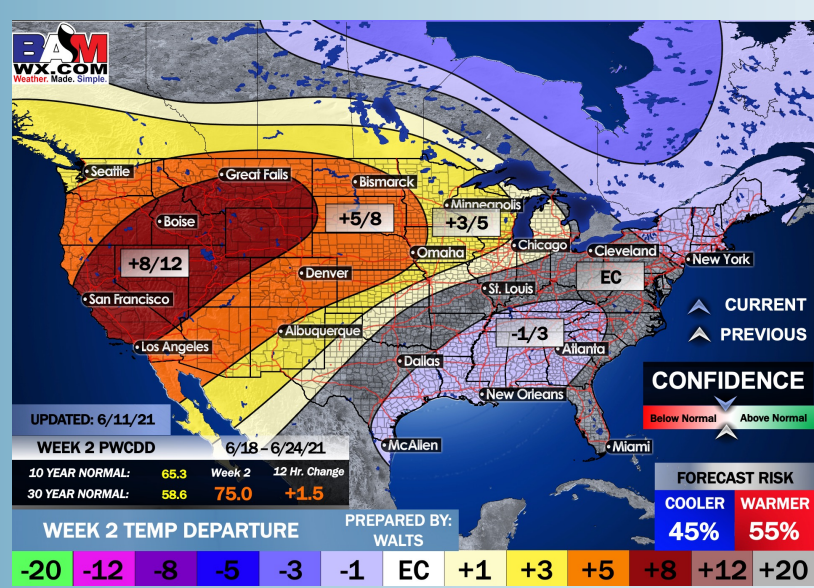 BAM
WX.COM
Weather. Made. Simple.
Seattle
Great Falls
Bismarck
Minneapolis
Boise
+5/8
+3/5
Chicago
Cleveland
New York
+8/12
Omaha
EC
Denver
St. Louis
San Francisco
CURRENT
Albuquerque
-1/3
PREVIOUS
Los Angeles
Dallas
Atlanta
New Orleans
CONFIDENCE
Below Normal
Above Normal
McAllen
Miami
UPDATED: 6/11/21
WEEK 2 PWCDD 6/18 - 6/24/21
10 YEAR NORMAL: 65.3 Week 2 12 Hr. Change
30 YEAR NORMAL: 58.6 75.0 +1.5
FORECAST RISK
COOLER WARMER
45% 55%
WEEK 2 TEMP DEPARTURE
PREPARED BY:
WALTS
-20 -12 -8 -5 -3 -1 EC +1 +3 +5 +8 +12 +20